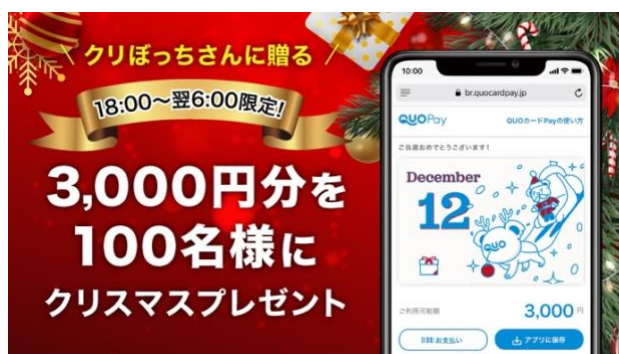 クリぼっちさんに贈る
18:00〜翌6:00限定!
3,000円分を
100名様に
クリスマスプレゼント
10:00
br.quocardpay.jp
QUO Pay
QUOカードPayの使い方
ご当選おめでとうございます!
December
12
QUO
ご利用可能額
3,000 円
お支払い
アプリに保存